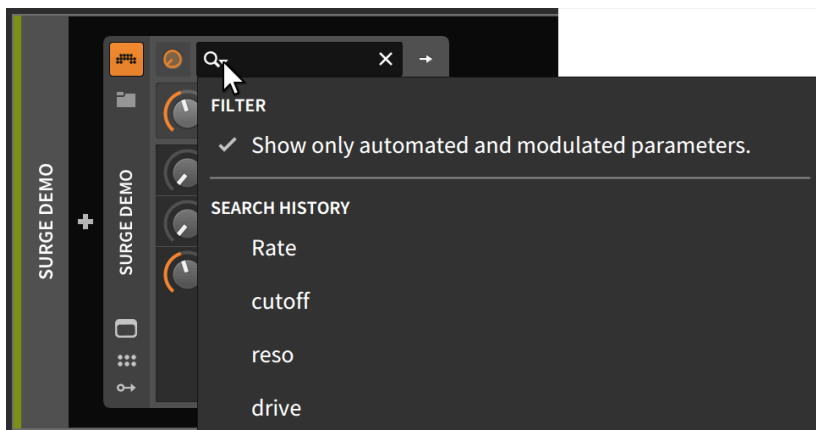 SURGE DEMO
SURGE DEMO
FILTER
Show only automated and modulated parameters.
SEARCH HISTORY
Rate
cutoff
reso
drive